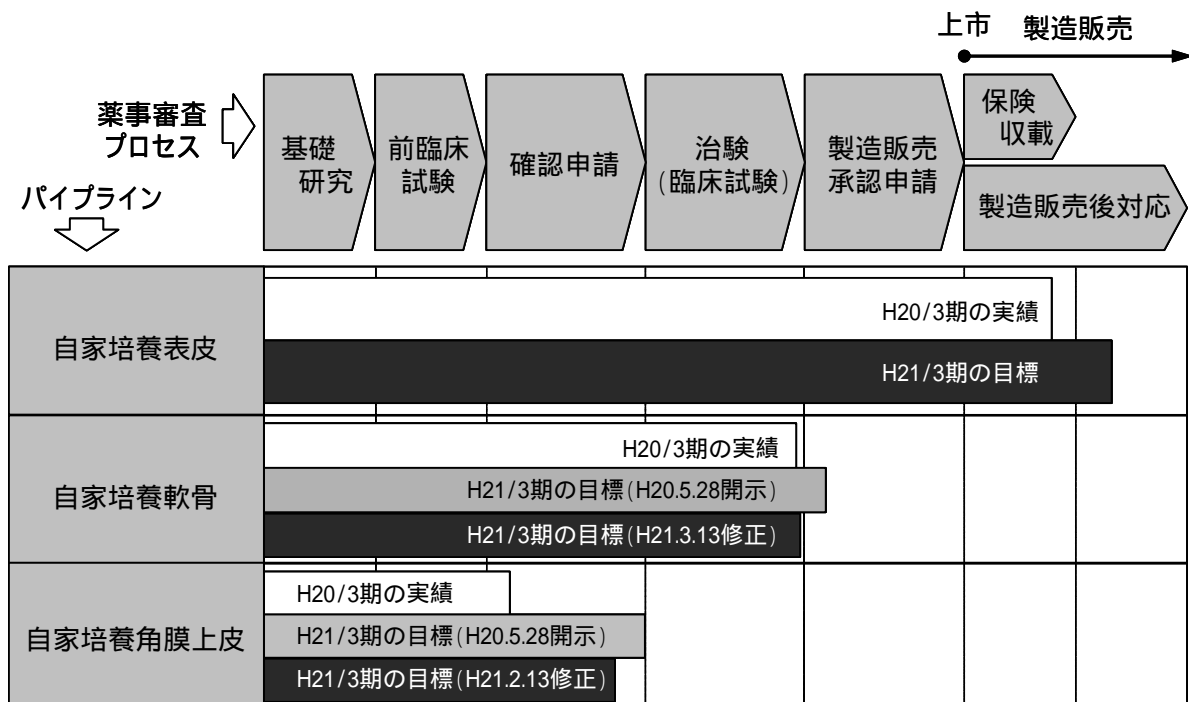 上市 製造販売
薬事審査
プロセス
パイプライン
基礎
研究
前臨床
試験
確認申請
治験
(臨床試験)
製造販売
承認申請
保険
収載
製造販売後対応
自家培養表皮
H20/3期の実績
H21/3期の目標
自家培養軟骨
H20/3期の実績
H21/3期の目標(H20.5.28開示)
H21/3期の目標(H21.3.13修正)
自家培養角膜上皮
H20/3期の実績
H21/3期の目標(H20.5.28開示)
H21/3期の目標(H21.2.13修正)